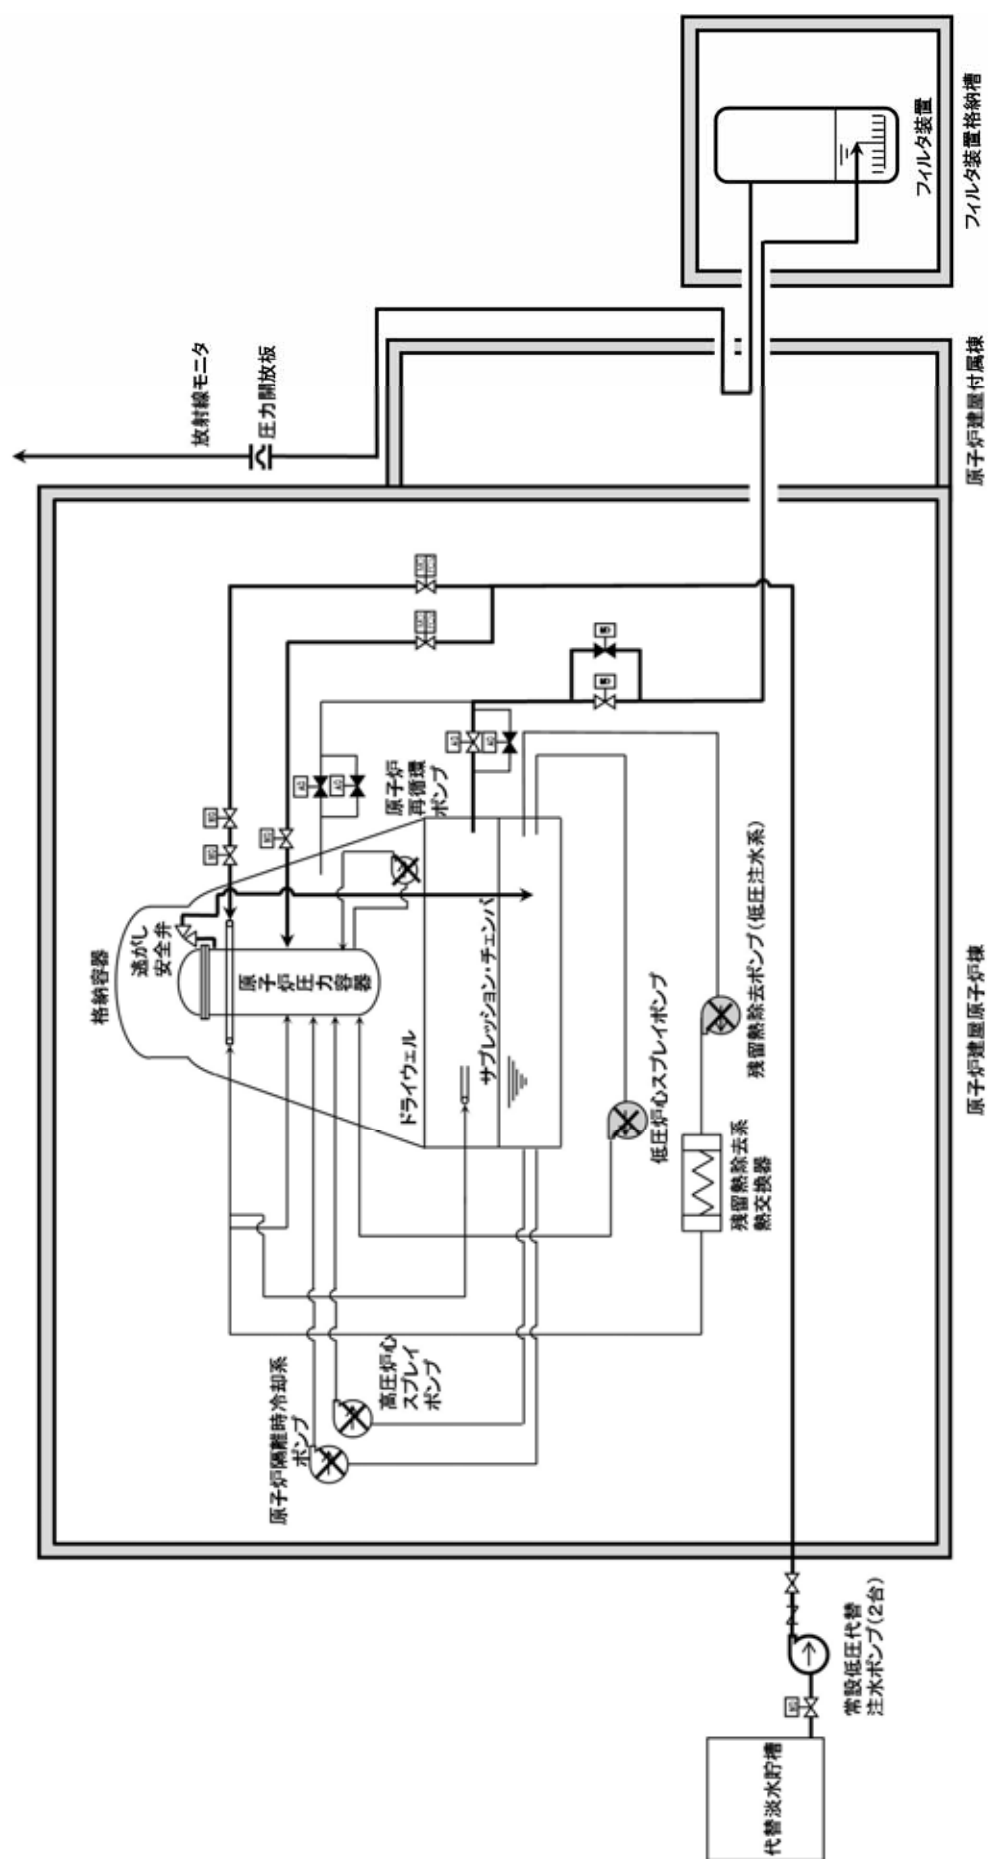 フィルタ装置
フィルタ装置格納槽
放射線モニタ
圧力開放板
原子炉建屋付属棟
格納容器
逃がし
安全弁
原子炉圧力容器
原子炉
再循環
ポンプ
ドライウェル
サプレッション・チェンバ
低圧炉心スプレイポンプ
残留熱除去ポンプ(低圧注水系)
残留熱除去系
熱交換器
原子炉建屋原子炉棟
原子炉隔離時冷却系
ポンプ
高圧炉心
スプレイ
ポンプ
常設低圧代替
注水ポンプ(2台)
代替淡水貯槽